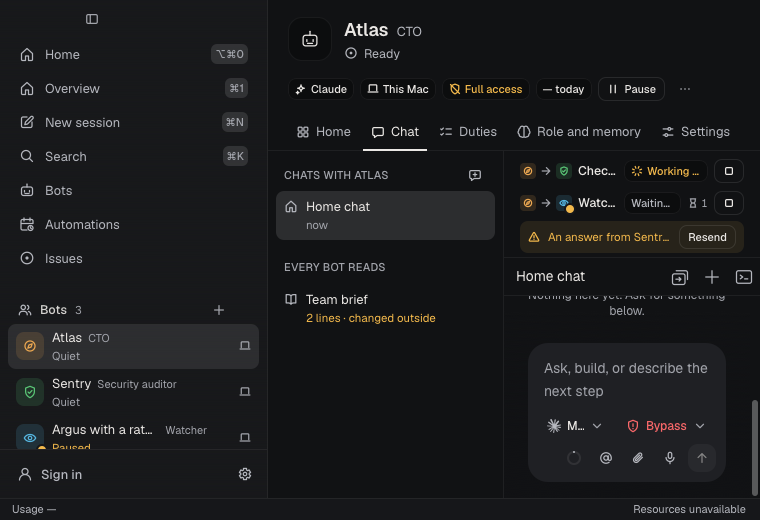 Home ⌥⌘0
Overview ⌘1
New session ⌘N
Search ⌘K
Bots
Automations
Issues
Bots 3
Atlas CTO
Quiet
Sentry Security auditor
Quiet
Argus with a rat... Watcher
Paused
Sign in
Atlas CTO
Ready
Claude
This Mac
Full access
— today
Pause
Home
Chat
Duties
Role and memory
Settings
CHATS WITH ATLAS
Home chat
now
EVERY BOT READS
Team brief
2 lines · changed outside
Chec... Working ...
Watc... Waitin... 1
An answer from Sentr... Resend
Home chat
Nothing here yet. Ask for something
below.
Ask, build, or describe the
next step
M... Bypass
Usage —
Resources unavailable